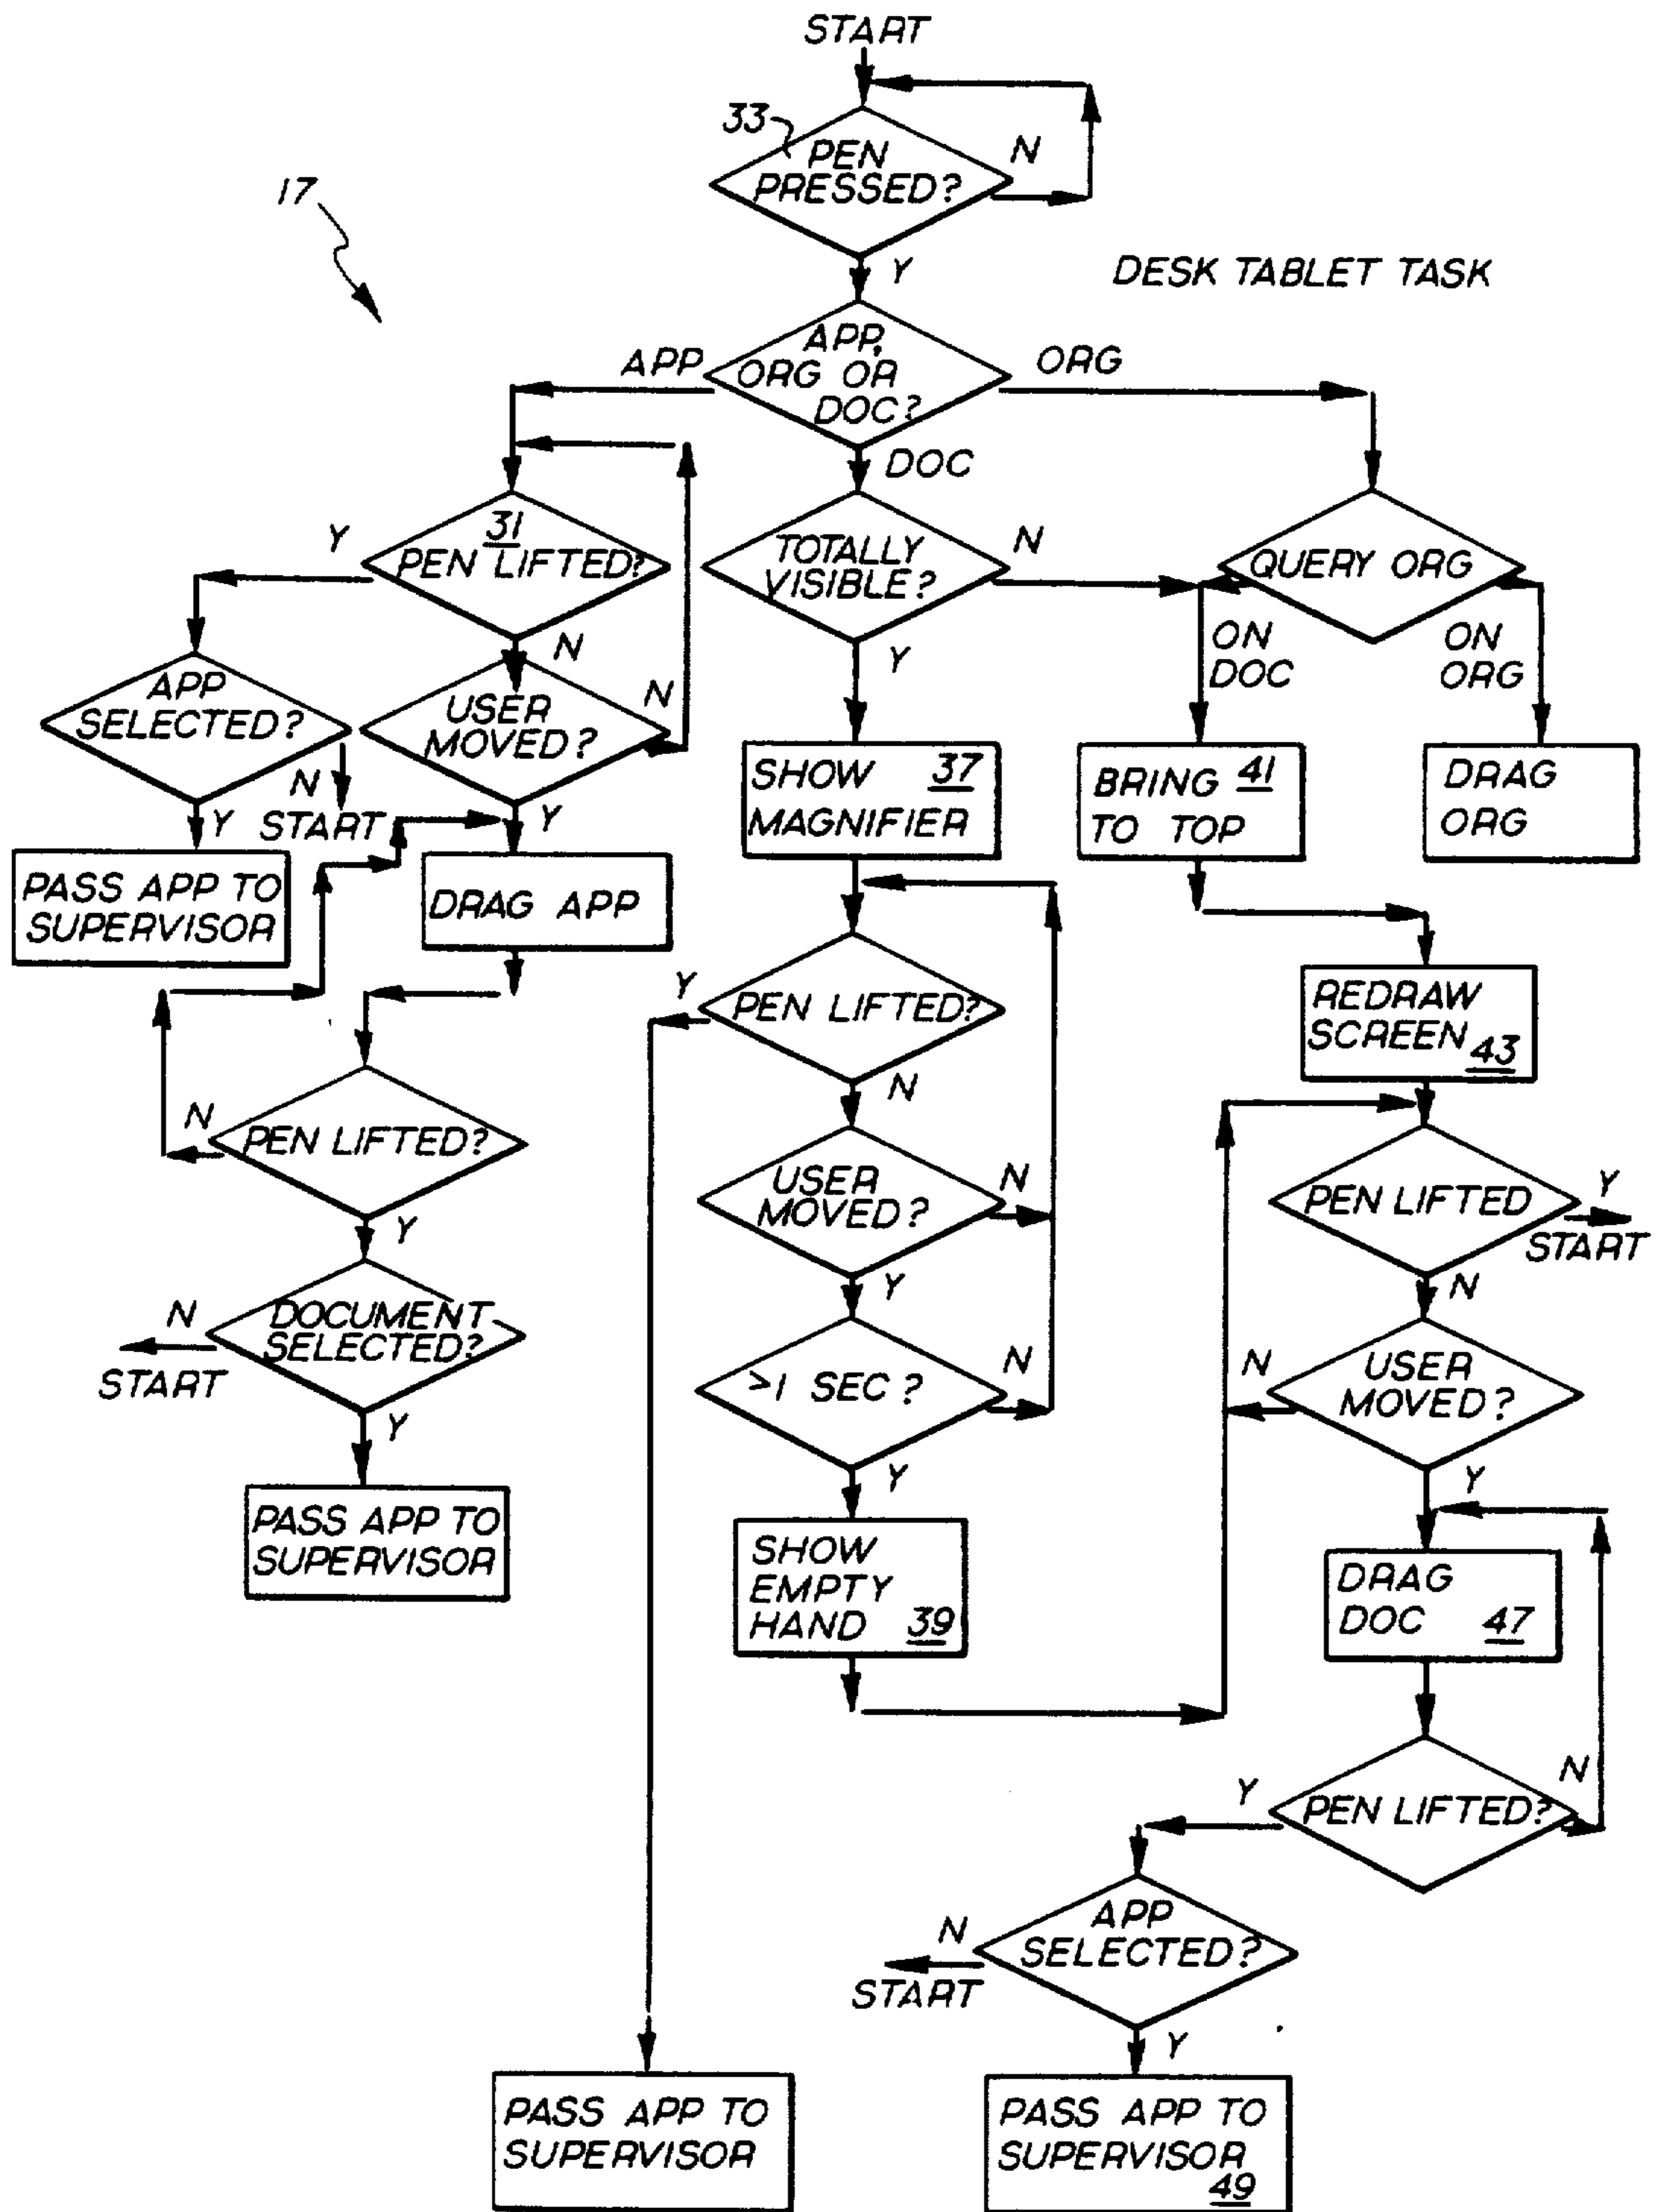 START
33
PEN
PRESSED?
N
17
Y
DESK TABLET TASK
APP
APP,
ORG OR
DOC?
ORG
DOC
Y
31
PEN LIFTED?
N
TOTALLY
VISIBLE?
N
Y
QUERY ORG
ON
DOC
ON
ORG
APP
SELECTED?
N
START
Y
USER
MOVED?
N
Y
PASS APP TO
SUPERVISOR
DRAG APP
SHOW 37
MAGNIFIER
BRING 41
TO TOP
DRAG
ORG
Y
PEN LIFTED?
N
REDRAW
SCREEN 43
N
PEN LIFTED?
Y
USER
MOVED?
N
Y
PEN LIFTED
Y
START
N
N
DOCUMENT
SELECTED?
START
Y
>1 SEC?
N
Y
N
USER
MOVED?
Y
PASS APP TO
SUPERVISOR
SHOW
EMPTY
HAND 39
DRAG
DOC 47
Y
PEN LIFTED?
N
N
APP
SELECTED?
START
Y
PASS APP TO
SUPERVISOR
PASS APP TO
SUPERVISOR
49